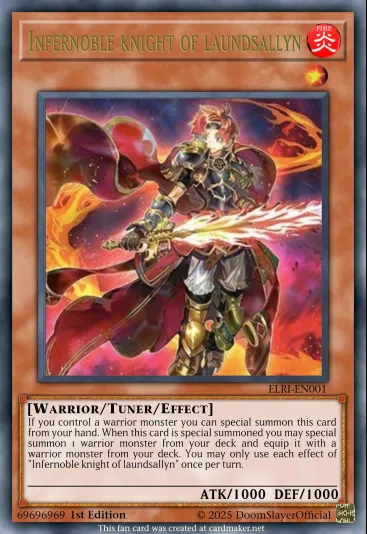 INFERNOBLE KNIGHT OF LAUNDSALLYN
FIRE
炎
ELRI-EN001
[WARRIOR/TUNER/EFFECT]
If you control a warrior monster you can special summon this card
from your hand. When this card is special summoned you may special
summon 1 warrior monster from your deck and equip it with a
warrior monster from your deck. You may only use each effect of
"Infernoble knight of laundsallyn" once per turn.
ATK/1000 DEF/1000
69696969 1st Edition © 2025 DoomSlayerOfficial
This fan card was created at cardmaker.net